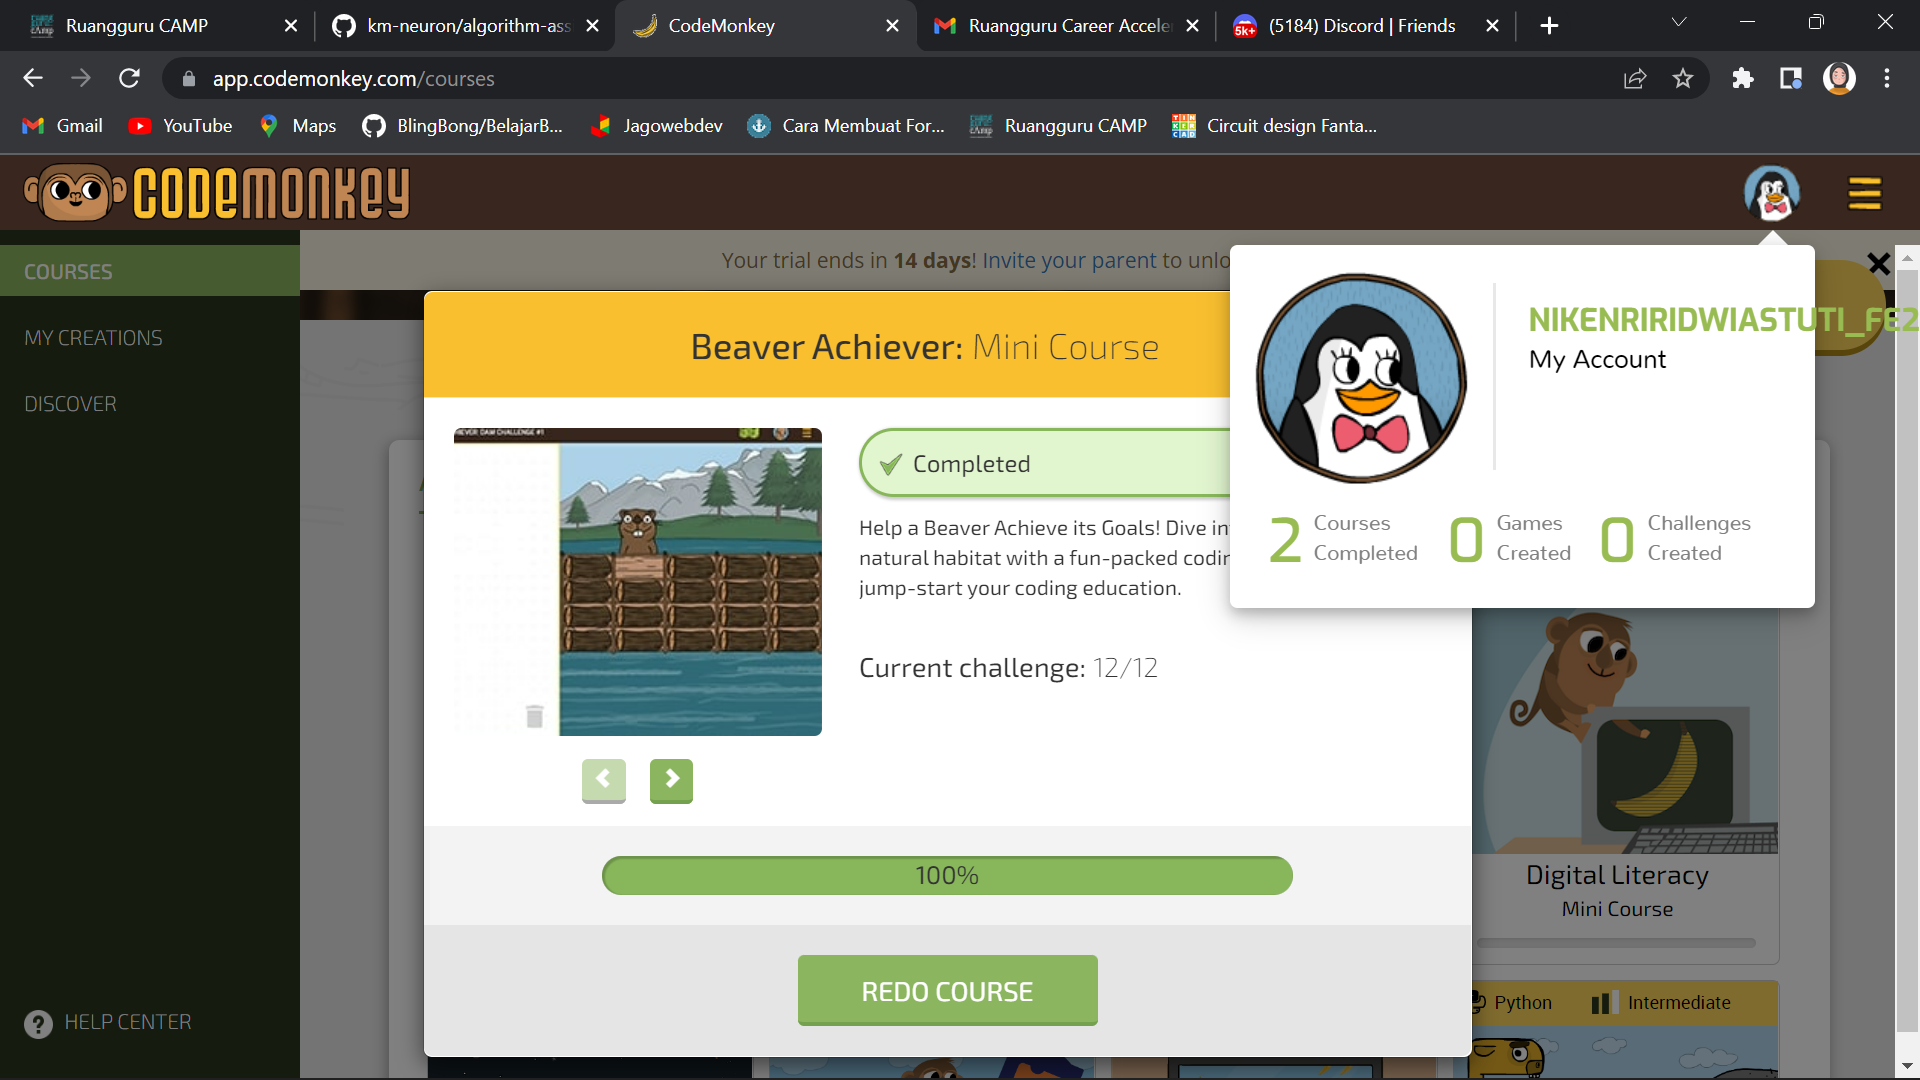 Ruangguru CAMP
km-neuron/algorithm-ass
CodeMonkey
Ruangguru Career Accele
(5184) Discord | Friends
app.codemonkey.com/courses
Gmail
YouTube
Maps
BlingBong/BelajarB...
Jagowebdev
Cara Membuat For...
Ruangguru CAMP
Circuit design Fanta...
CODEMONKEY
COURSES
MY CREATIONS
DISCOVER
HELP CENTER
Your trial ends in 14 days! Invite your parent to unlo
Beaver Achiever: Mini Course
Completed
Help a Beaver Achieve its Goals! Dive in
natural habitat with a fun-packed codin
jump-start your coding education.
Current challenge: 12/12
100%
REDO COURSE
NIKENRIRIDWIASTUTI_FE2
My Account
2 Courses Completed
0 Games Created
0 Challenges Created
Digital Literacy
Mini Course
Python
Intermediate